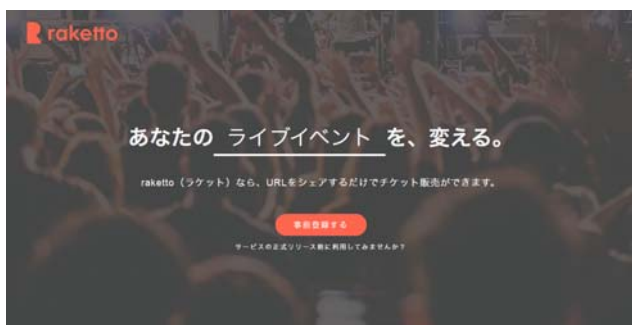 raketto
あなたの ライブイベント を、変える。
raketto（ラケット）なら、URLをシェアするだけでチケット販売ができます。
事前登録する
サービスの正式リリース前に利用してみませんか？